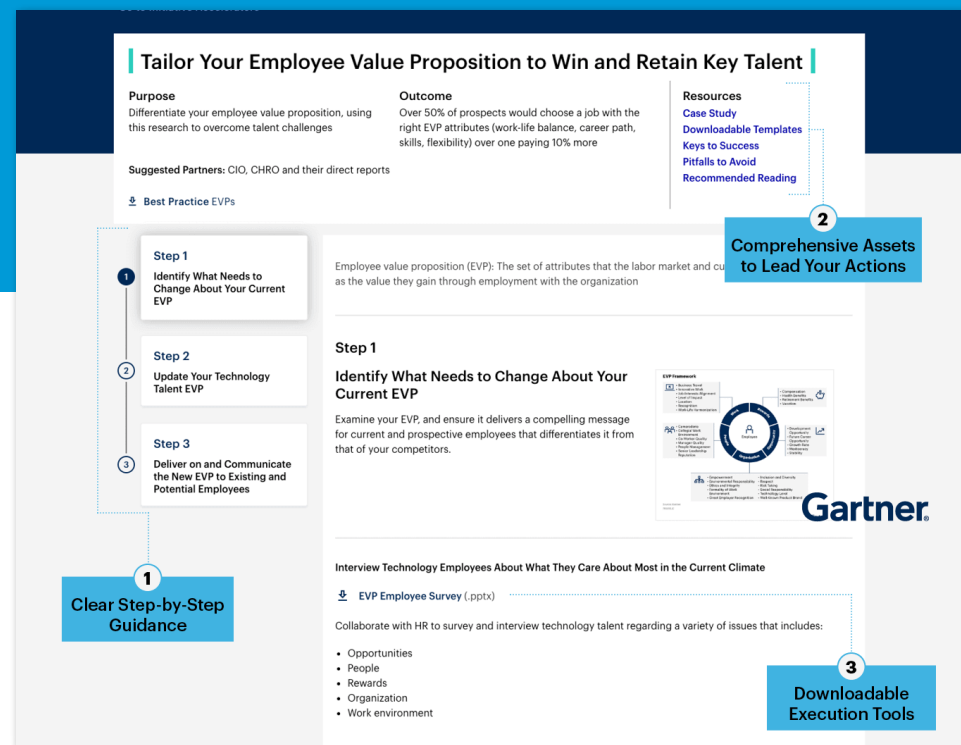 Tailor Your Employee Value Proposition to Win and Retain Key Talent
Purpose
Differentiate your employee value proposition, using
this research to overcome talent challenges
Outcome
Over 50% of prospects would choose a job with the
right EVP attributes (work-life balance, career path,
skills, flexibility) over one paying 10% more
Resources
Case Study
Downloadable Templates
Keys to Success
Pitfalls to Avoid
Recommended Reading
Suggested Partners: CIO, CHRO and their direct reports
Best Practice EVPs
2
Comprehensive Assets
to Lead Your Actions
1
Step 1
Identify What Needs to
Change About Your Current
EVP
2
Step 2
Update Your Technology
Talent EVP
3
Step 3
Deliver on and Communicate
the New EVP to Existing and
Potential Employees
1
Clear Step-by-Step
Guidance
Employee value proposition (EVP): The set of attributes that the labor market and
as the value they gain through employment with the organization
Step 1
Identify What Needs to Change About Your
Current EVP
Examine your EVP, and ensure it delivers a compelling message
for current and prospective employees that differentiates it from
that of your competitors.
EVP Framework
Employee
Gartner
Interview Technology Employees About What They Care About Most in the Current Climate
EVP Employee Survey (.pptx)
Collaborate with HR to survey and interview technology talent regarding a variety of issues that includes:
• Opportunities
• People
• Rewards
• Organization
• Work environment
3
Downloadable
Execution Tools